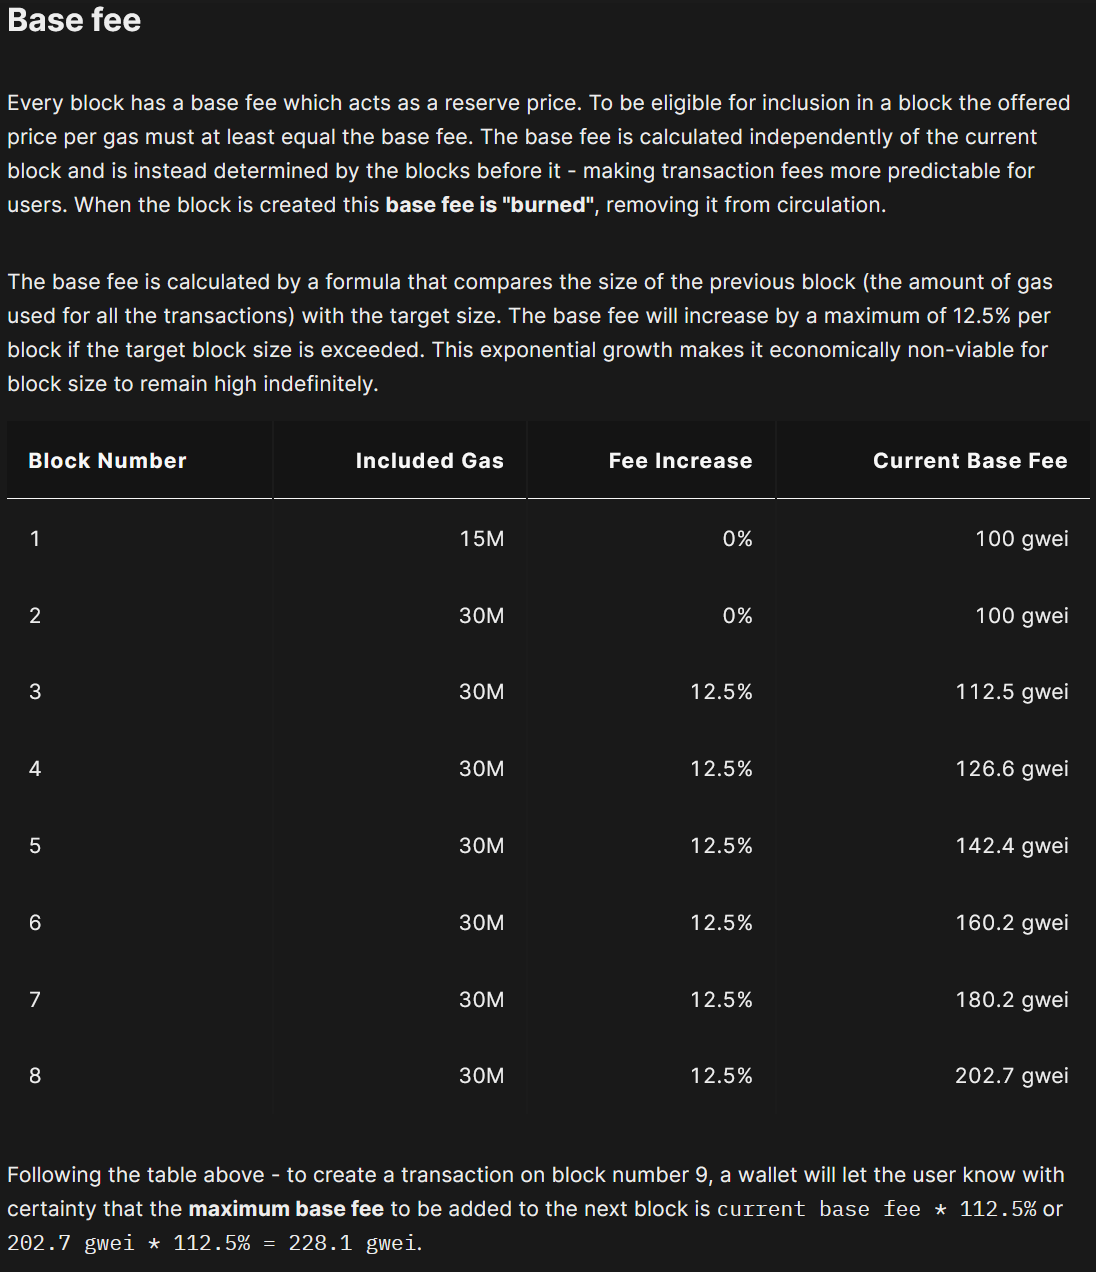 Base fee
Every block has a base fee which acts as a reserve price. To be eligible for inclusion in a block the offered
price per gas must at least equal the base fee. The base fee is calculated independently of the current
block and is instead determined by the blocks before it - making transaction fees more predictable for
users. When the block is created this base fee is "burned", removing it from circulation.
The base fee is calculated by a formula that compares the size of the previous block (the amount of gas
used for all the transactions) with the target size. The base fee will increase by a maximum of 12.5% per
block if the target block size is exceeded. This exponential growth makes it economically non-viable for
block size to remain high indefinitely.
Block Number Included Gas Fee Increase Current Base Fee
1 15M 0% 100 gwei
2 30M 0% 100 gwei
3 30M 12.5% 112.5 gwei
4 30M 12.5% 126.6 gwei
5 30M 12.5% 142.4 gwei
6 30M 12.5% 160.2 gwei
7 30M 12.5% 180.2 gwei
8 30M 12.5% 202.7 gwei
Following the table above - to create a transaction on block number 9, a wallet will let the user know with
certainty that the maximum base fee to be added to the next block is current base fee * 112.5% or
202.7 gwei * 112.5% = 228.1 gwei.